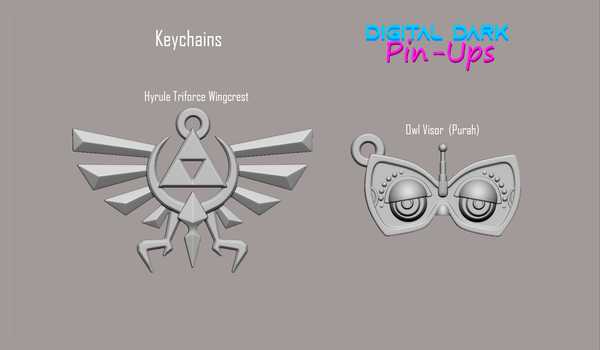 Keychains
DIGITAL DARK
Pin-Ups
Hyrule Triforce Wingcrest
Owl Visor (Purah)